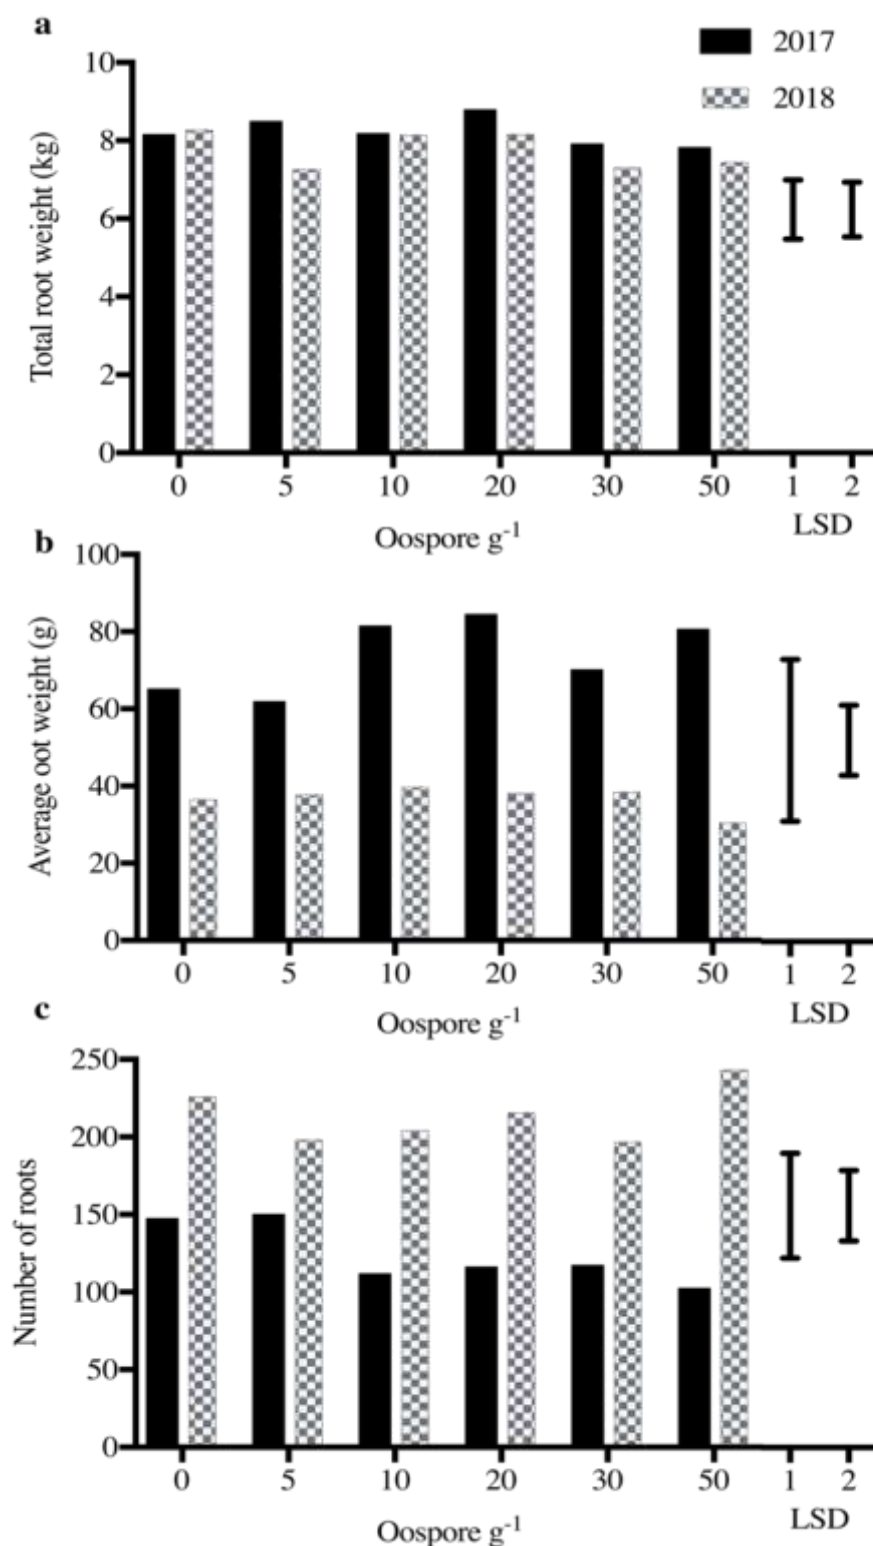 a
2017
2018
Total root weight (kg)
10
8
6
4
2
0
0 5 10 20 30 50 1 2
Oospore g-1
LSD
b
Average oot weight (g)
100
80
60
40
20
0
0 5 10 20 30 50 1 2
Oospore g-1
LSD
c
Number of roots
250
200
150
100
50
0
0 5 10 20 30 50 1 2
Oospore g-1
LSD